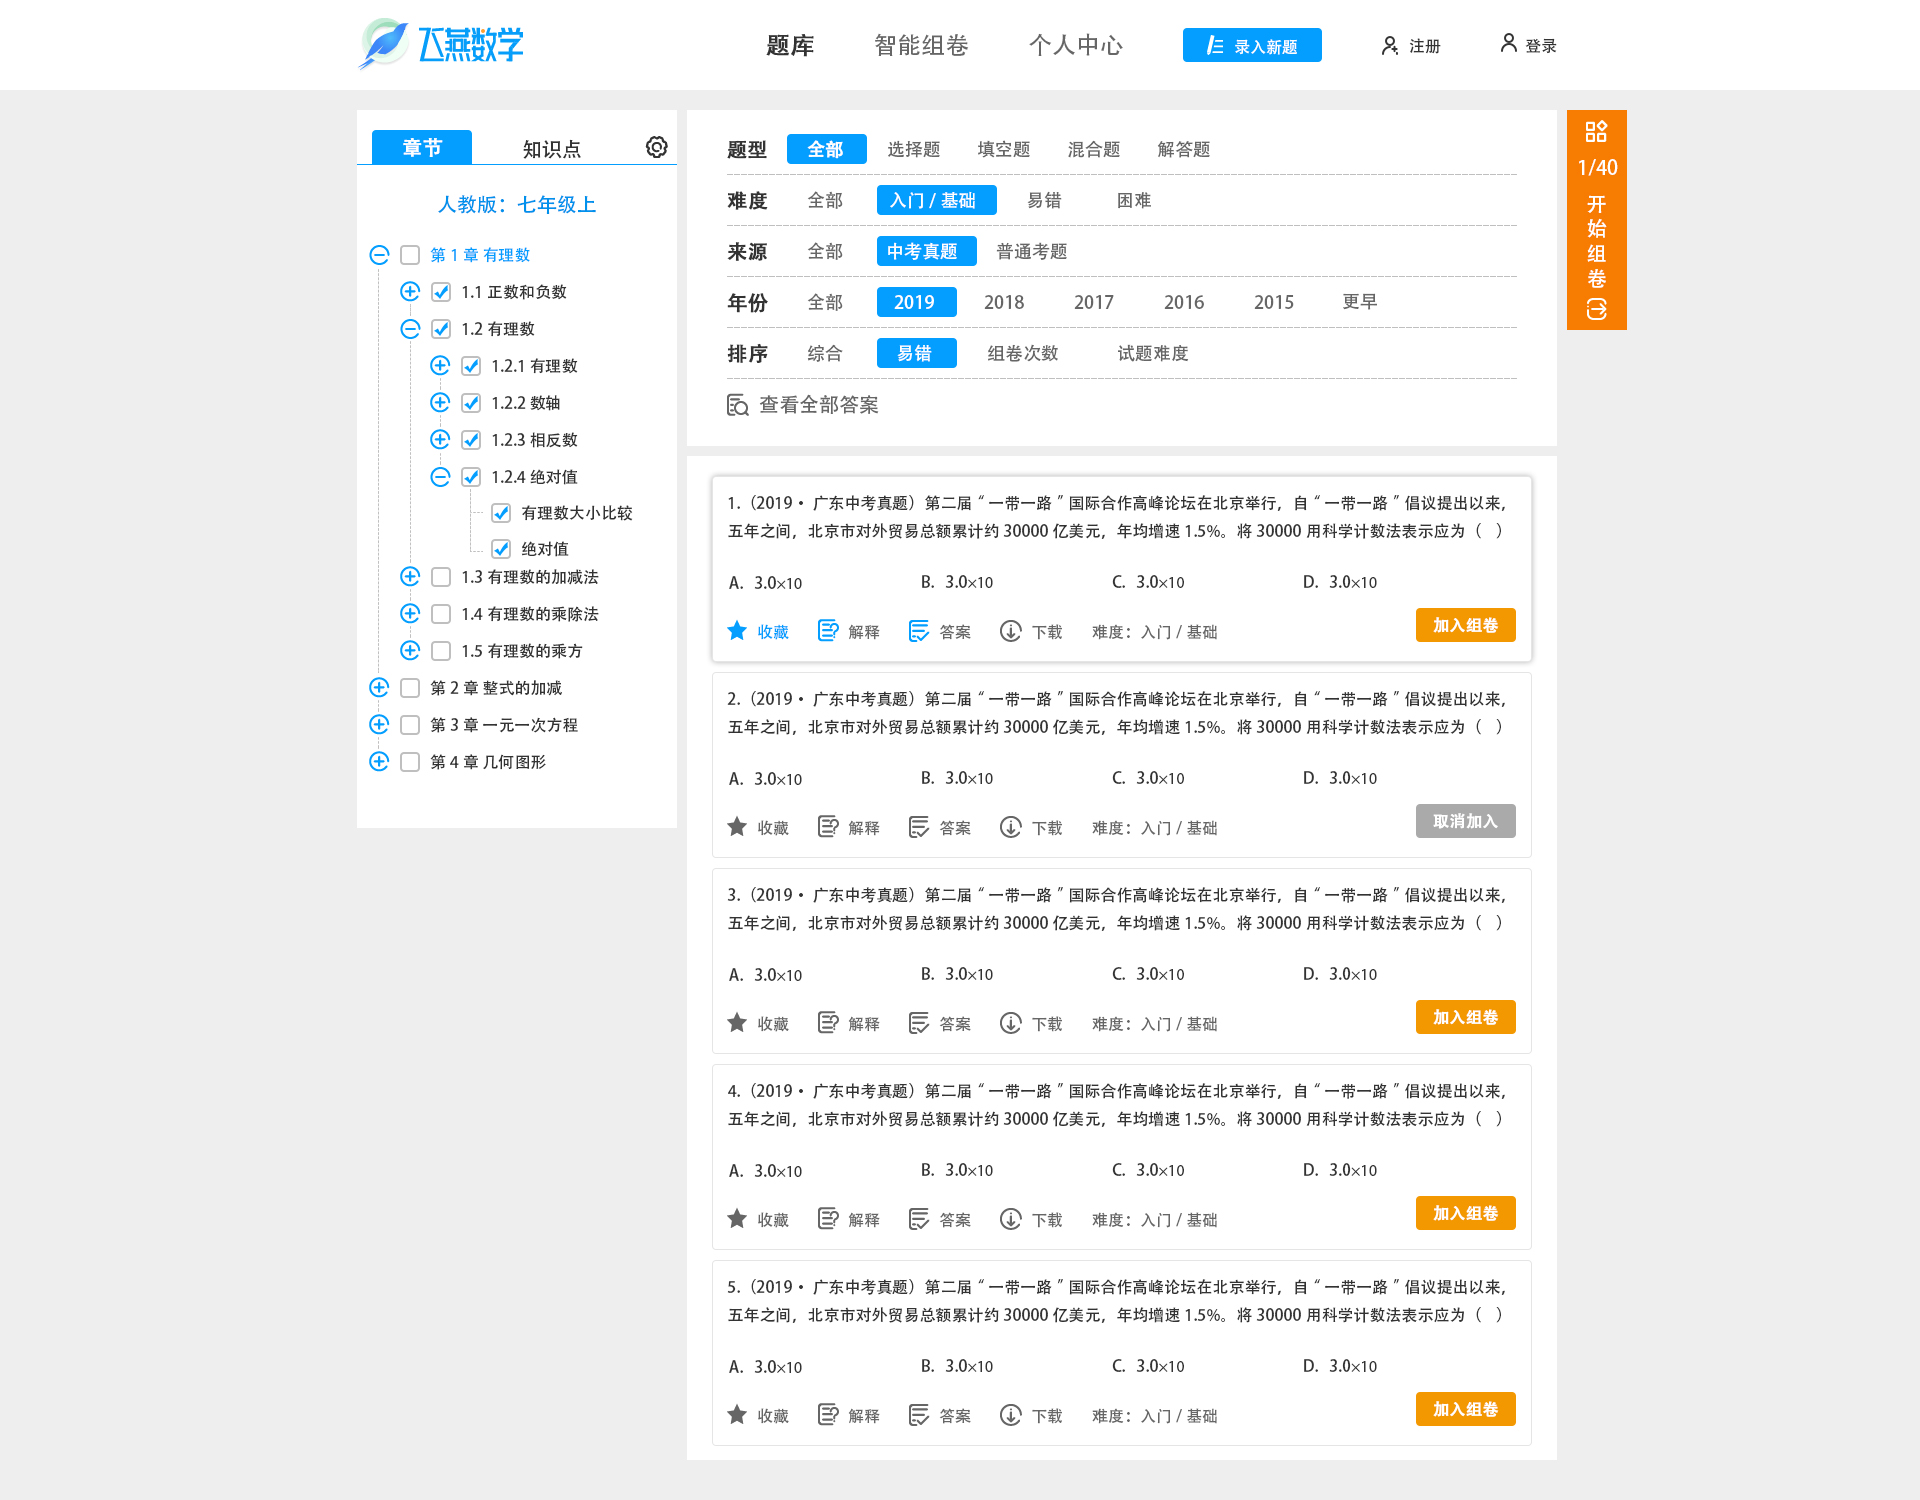 飞燕数学
题库 智能组卷 个人中心 录入新题 注册 登录
章节 知识点
人教版：七年级上
第 1 章 有理数
1.1 正数和负数
1.2 有理数
1.2.1 有理数
1.2.2 数轴
1.2.3 相反数
1.2.4 绝对值
有理数大小比较
绝对值
1.3 有理数的加减法
1.4 有理数的乘除法
1.5 有理数的乘方
第 2 章 整式的加减
第 3 章 一元一次方程
第 4 章 几何图形
题型 全部 选择题 填空题 混合题 解答题
难度 全部 入门 / 基础 易错 困难
来源 全部 中考真题 普通考题
年份 全部 2019 2018 2017 2016 2015 更早
排序 综合 易错 组卷次数 试题难度
查看全部答案
1/40
开始组卷
1.（2019 • 广东中考真题）第二届“一带一路”国际合作高峰论坛在北京举行，自“一带一路”倡议提出以来，
五年之间，北京市对外贸易总额累计约 30000 亿美元，年均增速 1.5%。将 30000 用科学计数法表示应为（ ）
A. 3.0×10 B. 3.0×10 C. 3.0×10 D. 3.0×10
收藏 解释 答案 下载 难度：入门 / 基础 加入组卷
2.（2019 • 广东中考真题）第二届“一带一路”国际合作高峰论坛在北京举行，自“一带一路”倡议提出以来，
五年之间，北京市对外贸易总额累计约 30000 亿美元，年均增速 1.5%。将 30000 用科学计数法表示应为（ ）
A. 3.0×10 B. 3.0×10 C. 3.0×10 D. 3.0×10
收藏 解释 答案 下载 难度：入门 / 基础 取消加入
3.（2019 • 广东中考真题）第二届“一带一路”国际合作高峰论坛在北京举行，自“一带一路”倡议提出以来，
五年之间，北京市对外贸易总额累计约 30000 亿美元，年均增速 1.5%。将 30000 用科学计数法表示应为（ ）
A. 3.0×10 B. 3.0×10 C. 3.0×10 D. 3.0×10
收藏 解释 答案 下载 难度：入门 / 基础 加入组卷
4.（2019 • 广东中考真题）第二届“一带一路”国际合作高峰论坛在北京举行，自“一带一路”倡议提出以来，
五年之间，北京市对外贸易总额累计约 30000 亿美元，年均增速 1.5%。将 30000 用科学计数法表示应为（ ）
A. 3.0×10 B. 3.0×10 C. 3.0×10 D. 3.0×10
收藏 解释 答案 下载 难度：入门 / 基础 加入组卷
5.（2019 • 广东中考真题）第二届“一带一路”国际合作高峰论坛在北京举行，自“一带一路”倡议提出以来，
五年之间，北京市对外贸易总额累计约 30000 亿美元，年均增速 1.5%。将 30000 用科学计数法表示应为（ ）
A. 3.0×10 B. 3.0×10 C. 3.0×10 D. 3.0×10
收藏 解释 答案 下载 难度：入门 / 基础 加入组卷